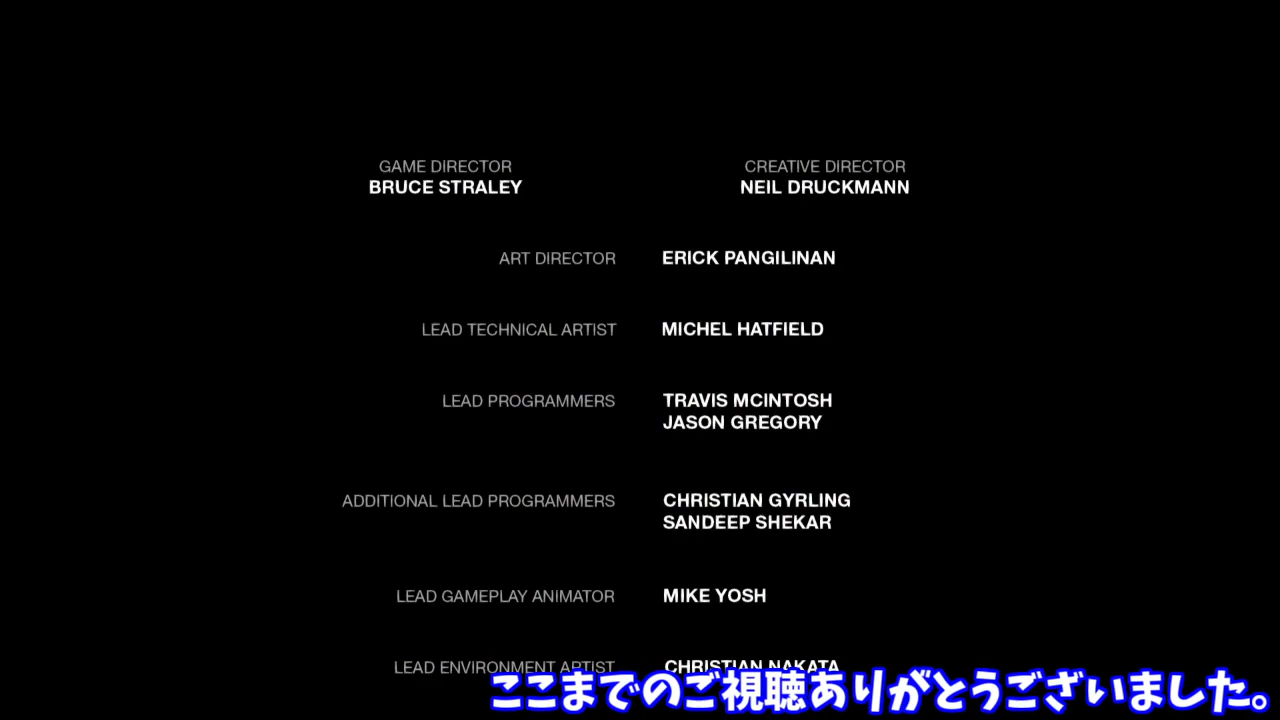 GAME DIRECTOR
BRUCE STRALEY
CREATIVE DIRECTOR
NEIL DRUCKMANN
ART DIRECTOR ERICK PANGILINAN
LEAD TECHNICAL ARTIST MICHEL HATFIELD
LEAD PROGRAMMERS TRAVIS MCINTOSH
JASON GREGORY
ADDITIONAL LEAD PROGRAMMERS CHRISTIAN GYRLING
SANDEEP SHEKAR
LEAD GAMEPLAY ANIMATOR MIKE YOSH
LEAD ENVIRONMENT ARTIST CHRISTIAN NAKATA
ここまでのご視聴ありがとうございました。